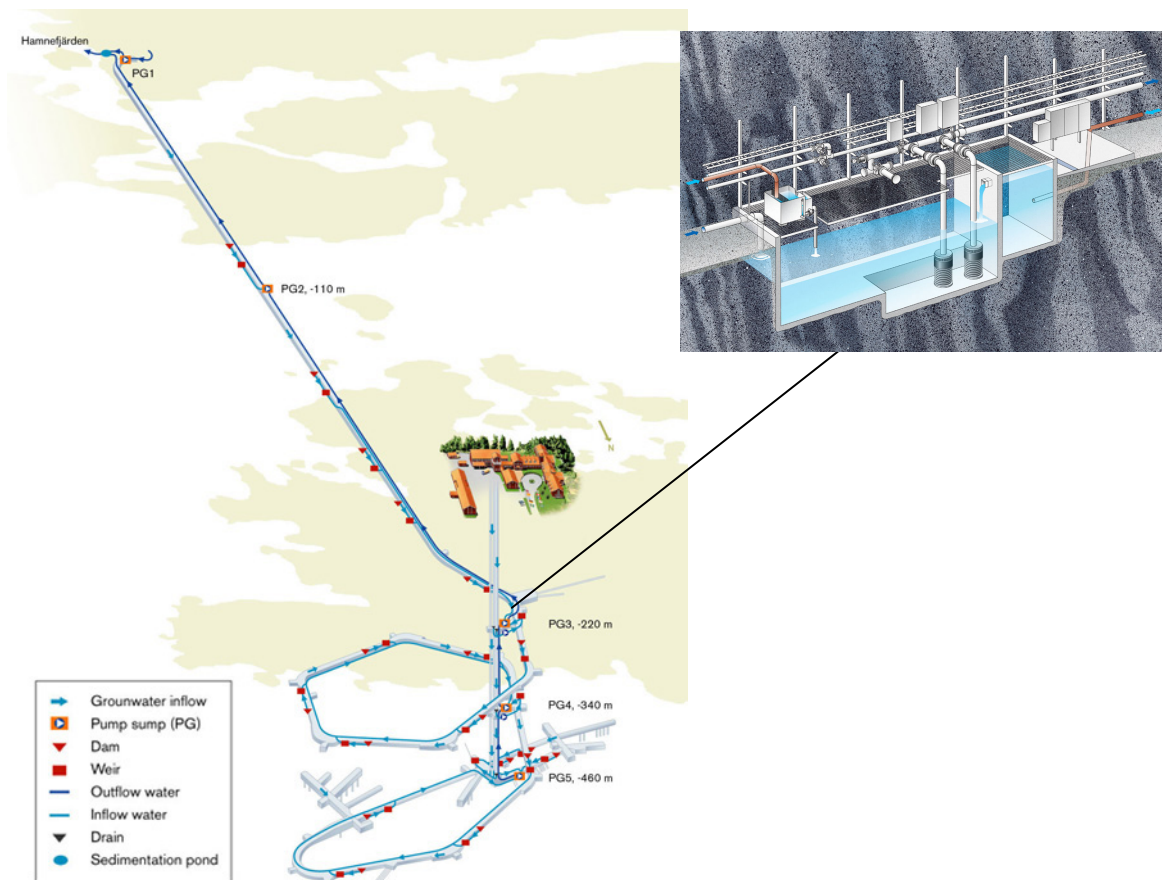 Hamnefjärden
PG1
PG2, -110 m
N
PG3, -220 m
PG4, -340 m
PG5, -460 m
Grounwater inflow
Pump sump (PG)
Dam
Weir
Outflow water
Inflow water
Drain
Sedimentation pond